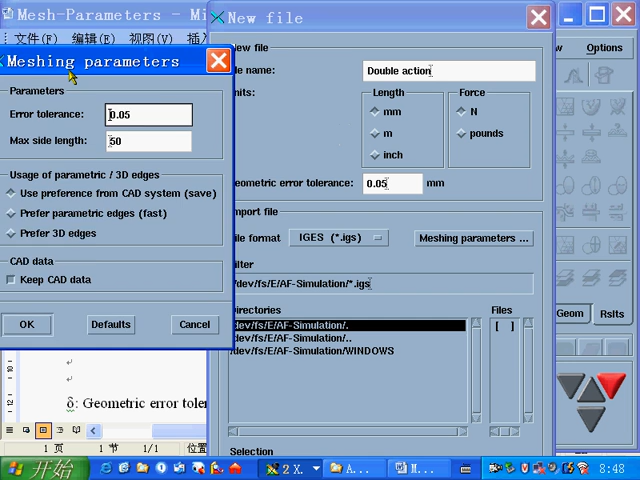 Mesh-Parameters - Mi
文件(F) 编辑(E) 视图(V) 插入
Meshing parameters
Parameters
Error tolerance: 0.05
Max side length: 50
Usage of parametric / 3D edges
Use preference from CAD system (save)
Prefer parametric edges (fast)
Prefer 3D edges
CAD data
Keep CAD data
OK Defaults Cancel
New file
New file
le name: Double action
nits:
Length
mm
m
inch
Force
N
pounds
eometric error tolerance: 0.05 mm
mport file
ile format IGES (*.igs) Meshing parameters ...
ilter
/dev/fs/E/AF-Simulation/*.igs
irectories Files
/dev/fs/E/AF-Simulation/. [ ]
/dev/fs/E/AF-Simulation/..
/dev/fs/E/AF-Simulation/WINDOWS
Selection
w Options
Geom Rslts
δ: Geometric error toler
1 页 1 节 1/1 位置
开始 2 X. A... M... 8:48